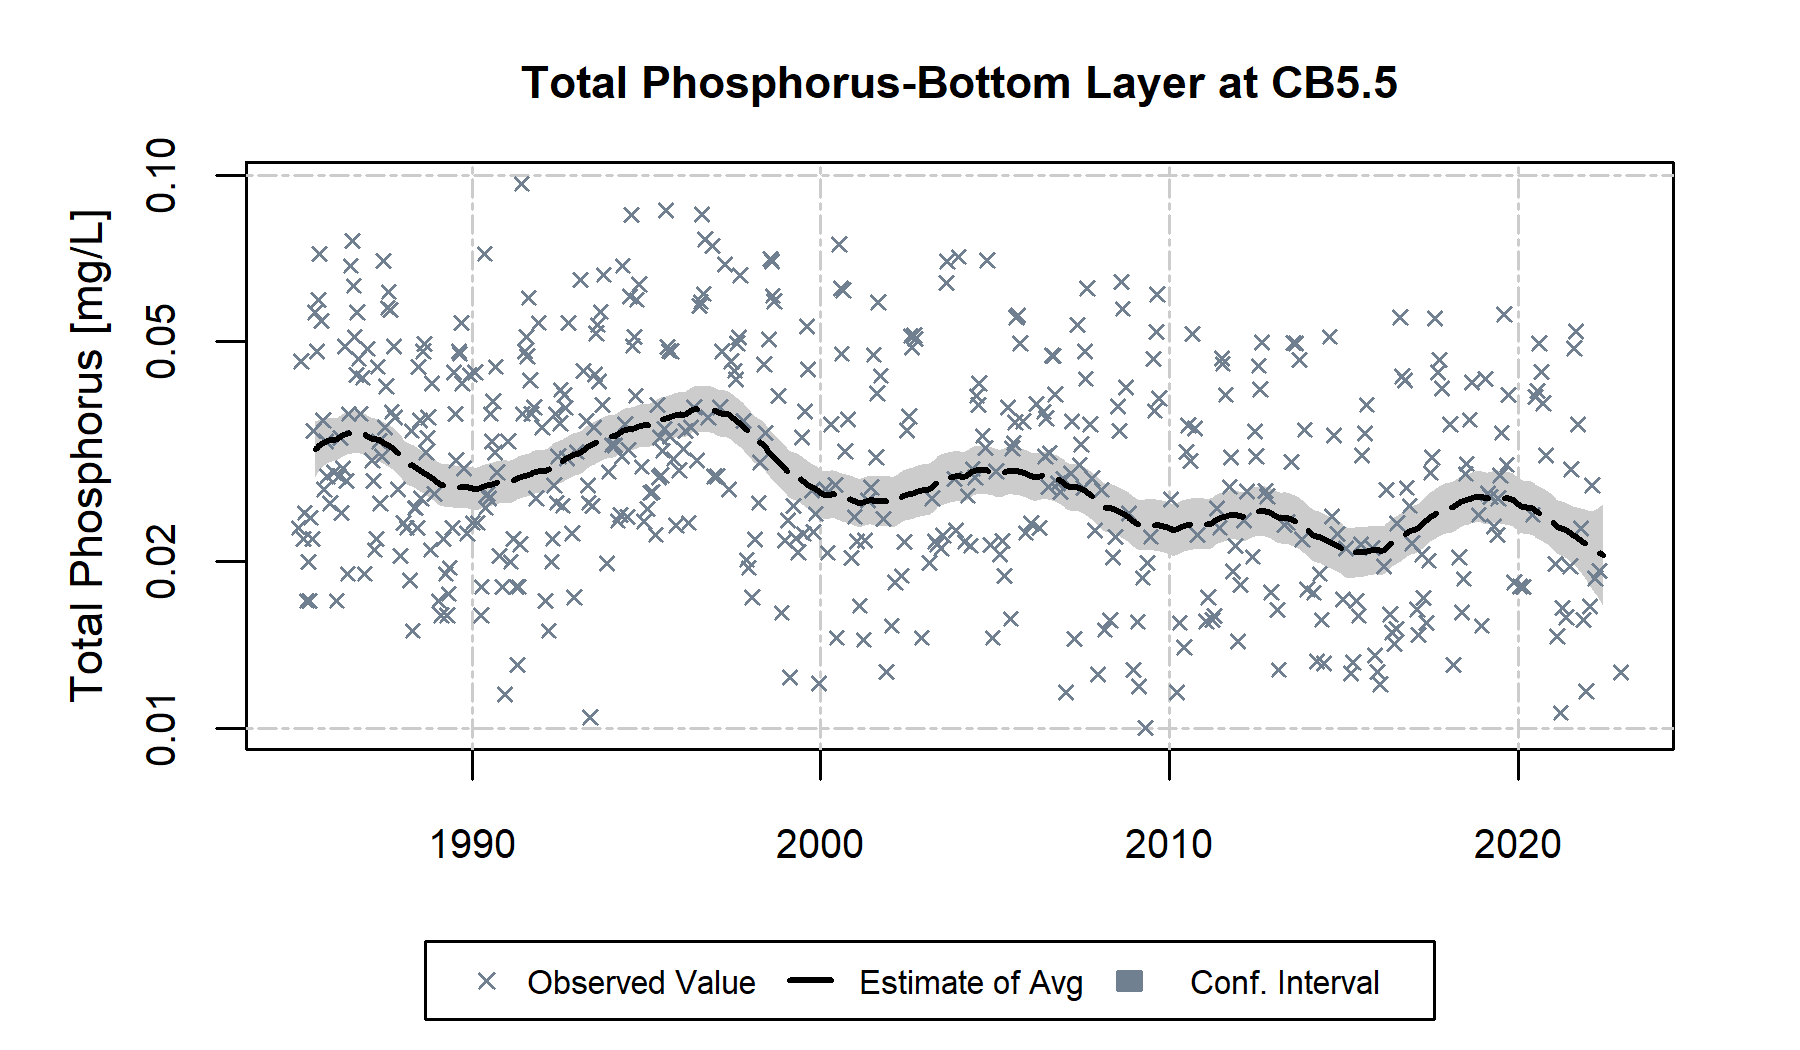 Total Phosphorus-Bottom Layer at CB5.5
Total Phosphorus [mg/L]
0.10
0.05
0.02
0.01
1990 2000 2010 2020
Observed Value Estimate of Avg Conf. Interval